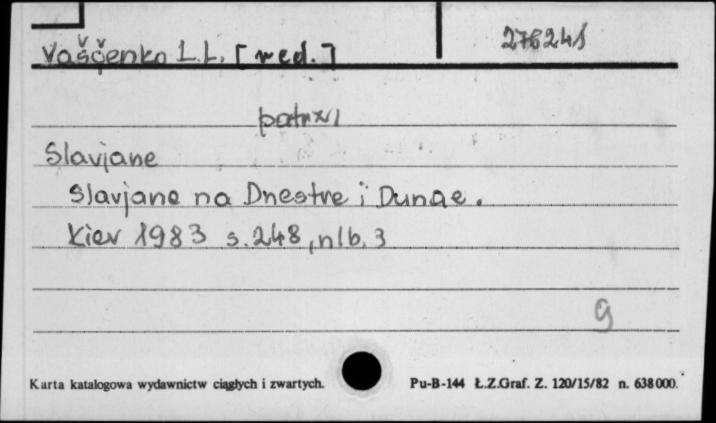 Vaščenko L.L. [red.] 276241
patrz
Slavjane
Slavjane na Dnestre i Dunae.
Kiev 1983 s. 248, nlb. 3
g
Karta katalogowa wydawnictw ciągłych i zwartych. Pu-B-144 Ł.Z.Graf. Z. 120/15/82 n. 638000.